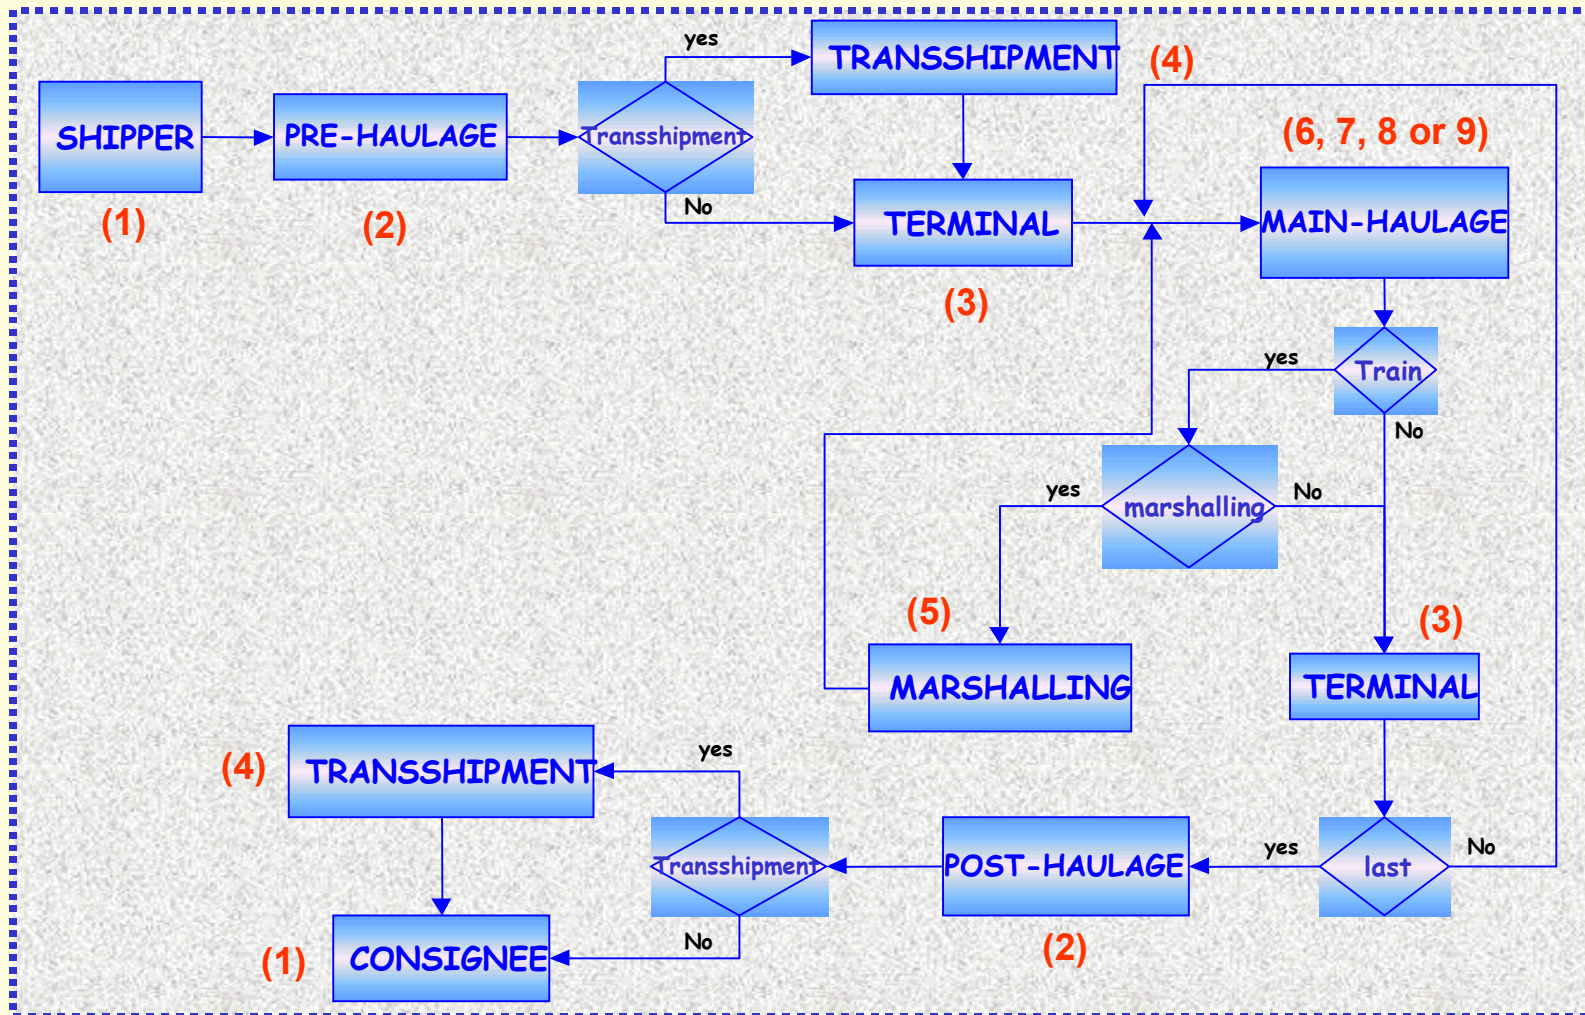 yes
TRANSSHIPMENT
(4)
SHIPPER
PRE-HAULAGE
Transshipment
(6, 7, 8 or 9)
(1)
(2)
No
TERMINAL
MAIN-HAULAGE
(3)
yes
Train
No
yes
marshalling
No
(5)
(3)
MARSHALLING
TERMINAL
(4)
TRANSSHIPMENT
yes
Transshipment
POST-HAULAGE
yes
last
No
(1)
CONSIGNEE
No
(2)